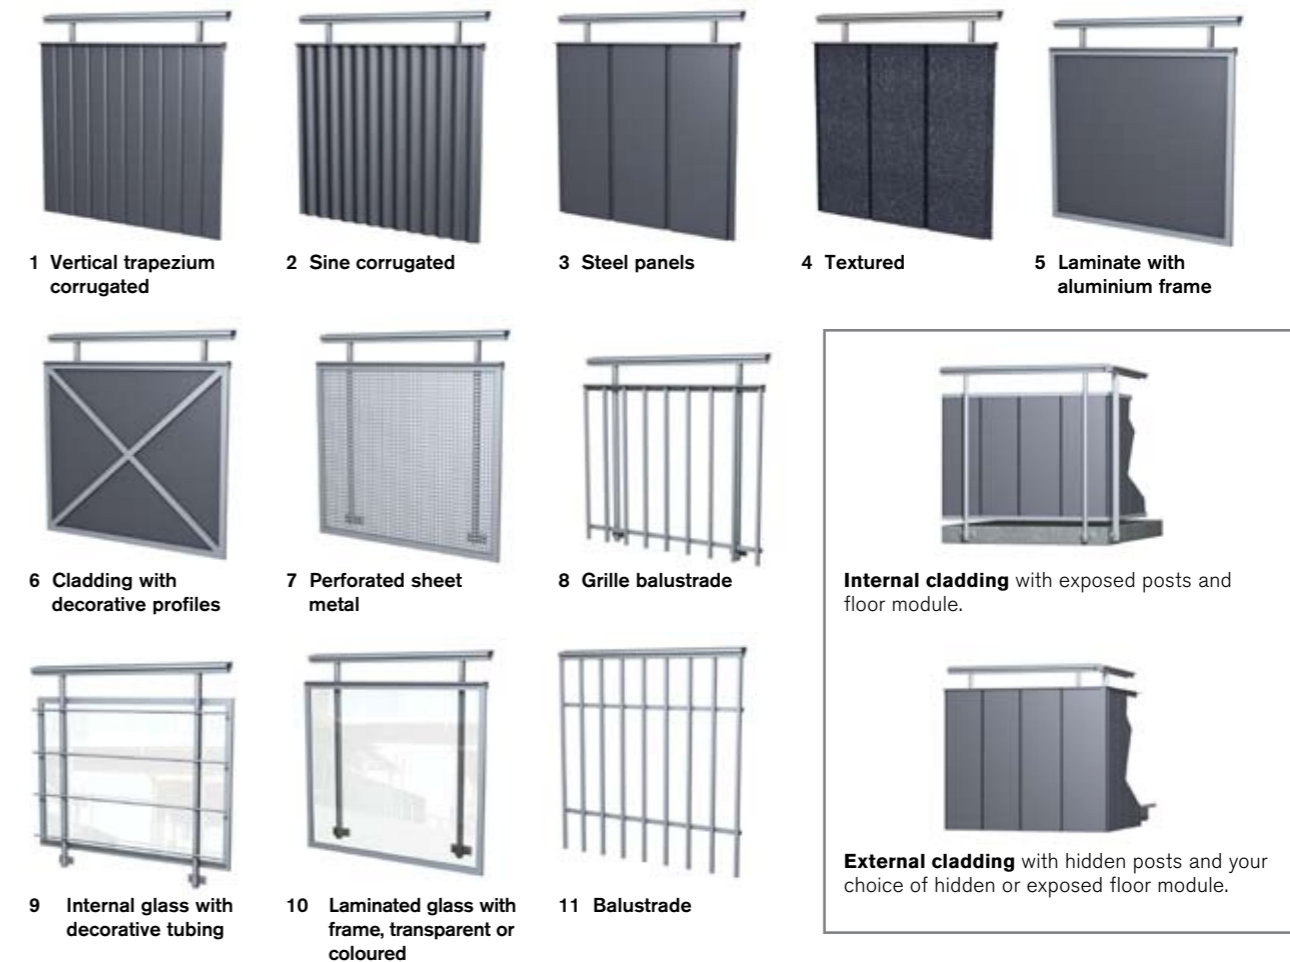 1 Vertical trapezium
corrugated
2 Sine corrugated
3 Steel panels
4 Textured
5 Laminate with
aluminium frame
6 Cladding with
decorative profiles
7 Perforated sheet
metal
8 Grille balustrade
Internal cladding with exposed posts and
floor module.
9 Internal glass with
decorative tubing
10 Laminated glass with
frame, transparent or
coloured
11 Balustrade
External cladding with hidden posts and your
choice of hidden or exposed floor module.